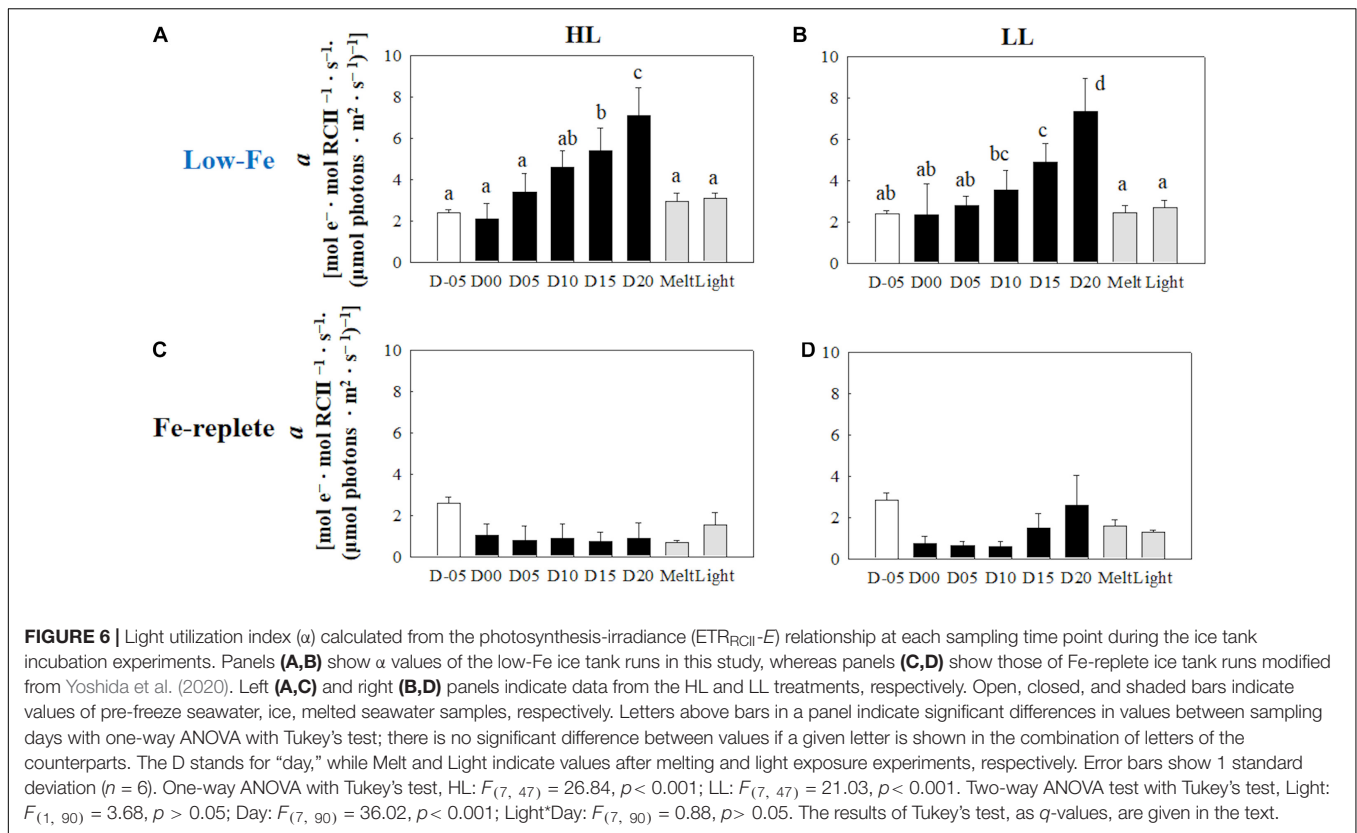 A
HL
B
LL
Low-Fe
a
[mol e⁻ · mol RCII⁻¹ · s⁻¹.
(µmol photons · m² · s⁻¹)⁻¹]
10
8
6
4
2
0
a
a
a
ab
b
c
a
a
D-05 D00 D05 D10 D15 D20 Melt Light
10
8
6
4
2
0
ab
ab
ab
bc
c
d
a
a
D-05 D00 D05 D10 D15 D20 Melt Light
C
D
Fe-replete
a
[mol e⁻ · mol RCII⁻¹ · s⁻¹.
(µmol photons · m² · s⁻¹)⁻¹]
10
8
6
4
2
0
D-05 D00 D05 D10 D15 D20 Melt Light
10
8
6
4
2
0
D-05 D00 D05 D10 D15 D20 Melt Light
FIGURE 6 | Light utilization index (α) calculated from the photosynthesis-irradiance (ETR_RCII-E) relationship at each sampling time point during the ice tank
incubation experiments. Panels (A,B) show α values of the low-Fe ice tank runs in this study, whereas panels (C,D) show those of Fe-replete ice tank runs modified
from Yoshida et al. (2020). Left (A,C) and right (B,D) panels indicate data from the HL and LL treatments, respectively. Open, closed, and shaded bars indicate
values of pre-freeze seawater, ice, melted seawater samples, respectively. Letters above bars in a panel indicate significant differences in values between sampling
days with one-way ANOVA with Tukey's test; there is no significant difference between values if a given letter is shown in the combination of letters of the
counterparts. The D stands for "day," while Melt and Light indicate values after melting and light exposure experiments, respectively. Error bars show 1 standard
deviation (n = 6). One-way ANOVA with Tukey's test, HL: F(7, 47) = 26.84, p< 0.001; LL: F(7, 47) = 21.03, p< 0.001. Two-way ANOVA test with Tukey's test, Light:
F(1, 90) = 3.68, p > 0.05; Day: F(7, 90) = 36.02, p< 0.001; Light*Day: F(7, 90) = 0.88, p> 0.05. The results of Tukey's test, as q-values, are given in the text.